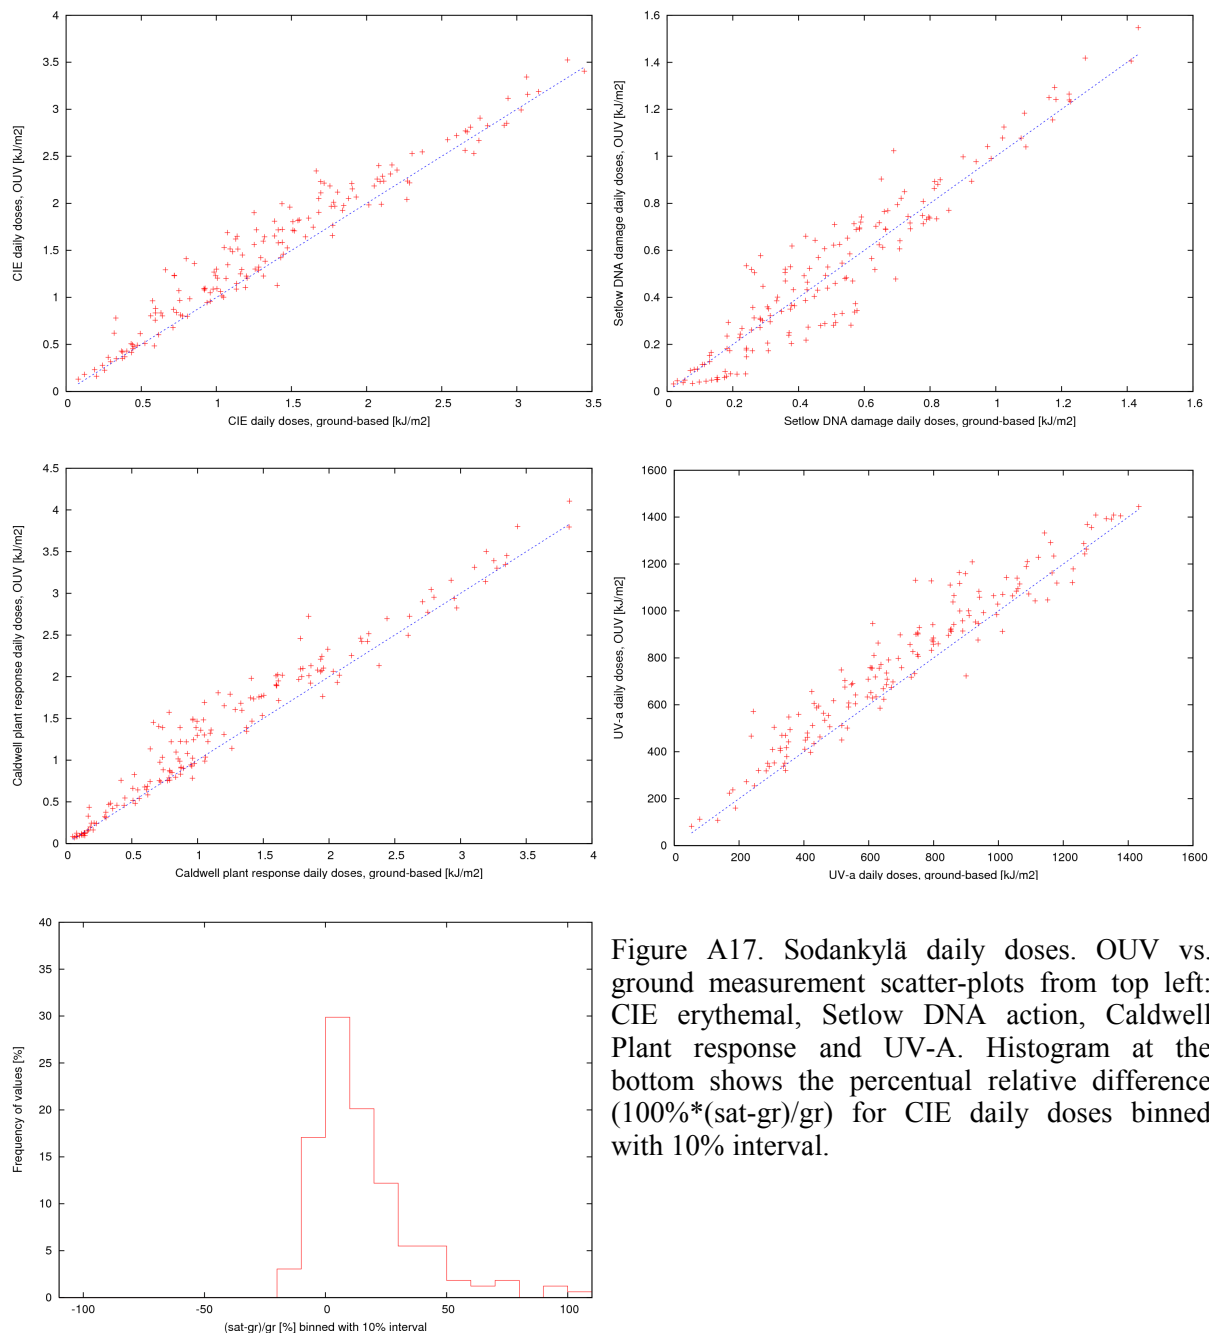 CIE daily doses, OUV [kJ/m2]
4
3.5
3
2.5
2
1.5
1
0.5
0
0 0.5 1 1.5 2 2.5 3 3.5
CIE daily doses, ground-based [kJ/m2]
Setlow DNA damage daily doses, OUV [kJ/m2]
1.6
1.4
1.2
1
0.8
0.6
0.4
0.2
0
0 0.2 0.4 0.6 0.8 1 1.2 1.4 1.6
Setlow DNA damage daily doses, ground-based [kJ/m2]
Caldwell plant response daily doses, OUV [kJ/m2]
4.5
4
3.5
3
2.5
2
1.5
1
0.5
0
0 0.5 1 1.5 2 2.5 3 3.5 4
Caldwell plant response daily doses, ground-based [kJ/m2]
UV-a daily doses, OUV [kJ/m2]
1600
1400
1200
1000
800
600
400
200
0
0 200 400 600 800 1000 1200 1400 1600
UV-a daily doses, ground-based [kJ/m2]
Frequency of values [%]
40
35
30
25
20
15
10
5
0
-100 -50 0 50 100
(sat-gr)/gr [%] binned with 10% interval
Figure A17. Sodankylä daily doses. OUV vs.
ground measurement scatter-plots from top left:
CIE erythemal, Setlow DNA action, Caldwell
Plant response and UV-A. Histogram at the
bottom shows the percentual relative difference
(100%*(sat-gr)/gr) for CIE daily doses binned
with 10% interval.